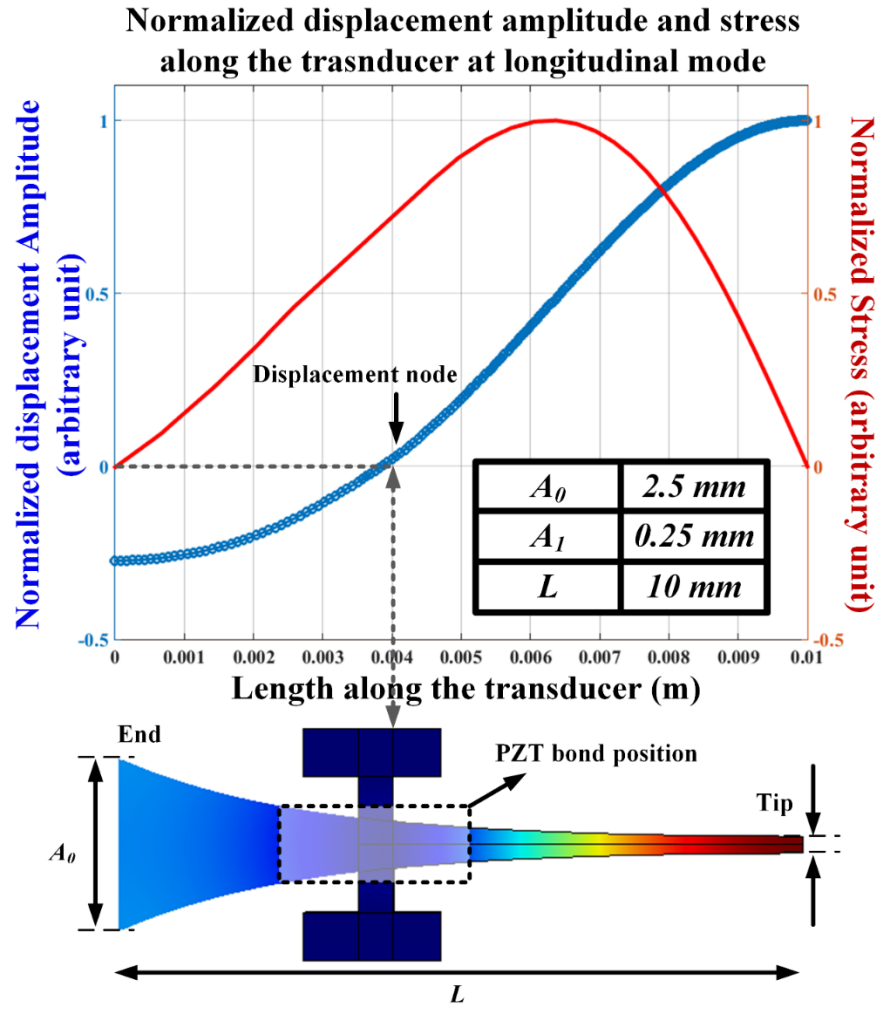 Normalized displacement amplitude and stress
along the trasnducer at longitudinal mode
Normalized displacement Amplitude
(arbitrary unit)
1
0.5
0
-0.5
1
0.5
0
-0.5
Normalized Stress (arbitrary unit)
Displacement node
A0 2.5 mm
A1 0.25 mm
L 10 mm
0 0.001 0.002 0.003 0.004 0.005 0.006 0.007 0.008 0.009 0.01
Length along the transducer (m)
End
PZT bond position
Tip
A0
L